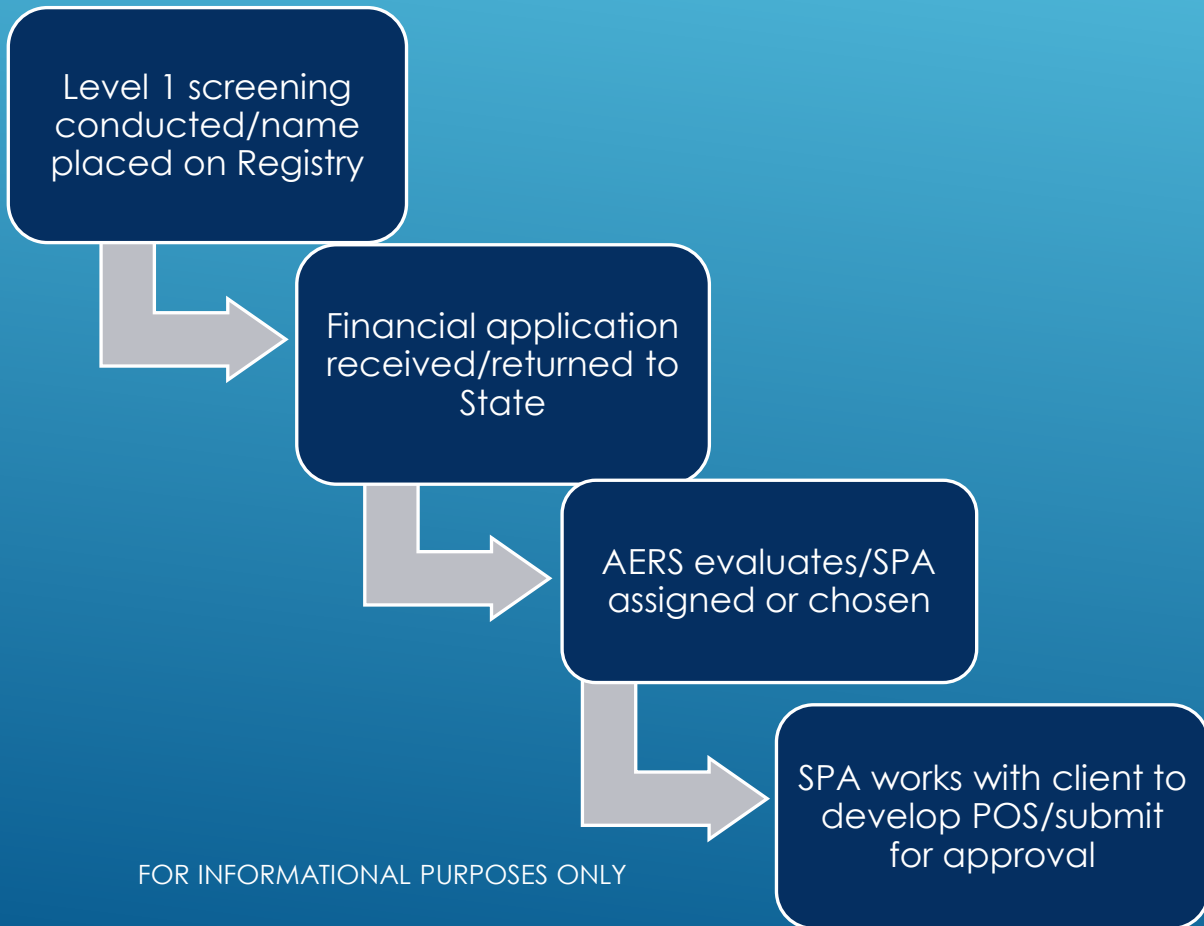 Level 1 screening
conducted/name
placed on Registry
Financial application
received/returned to
State
AERS evaluates/SPA
assigned or chosen
SPA works with client to
develop POS/submit
for approval
FOR INFORMATIONAL PURPOSES ONLY